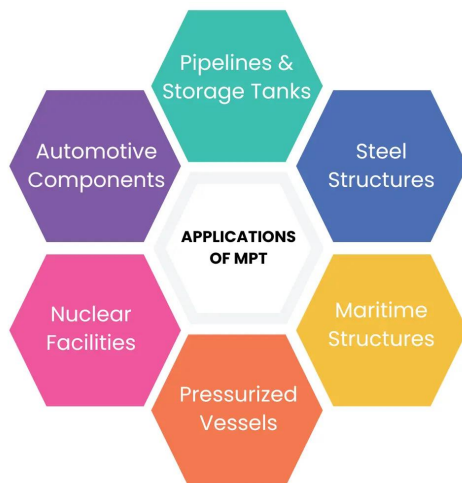 Pipelines &
Storage Tanks
Automotive
Components
Steel
Structures
APPLICATIONS
OF MPT
Nuclear
Facilities
Maritime
Structures
Pressurized
Vessels